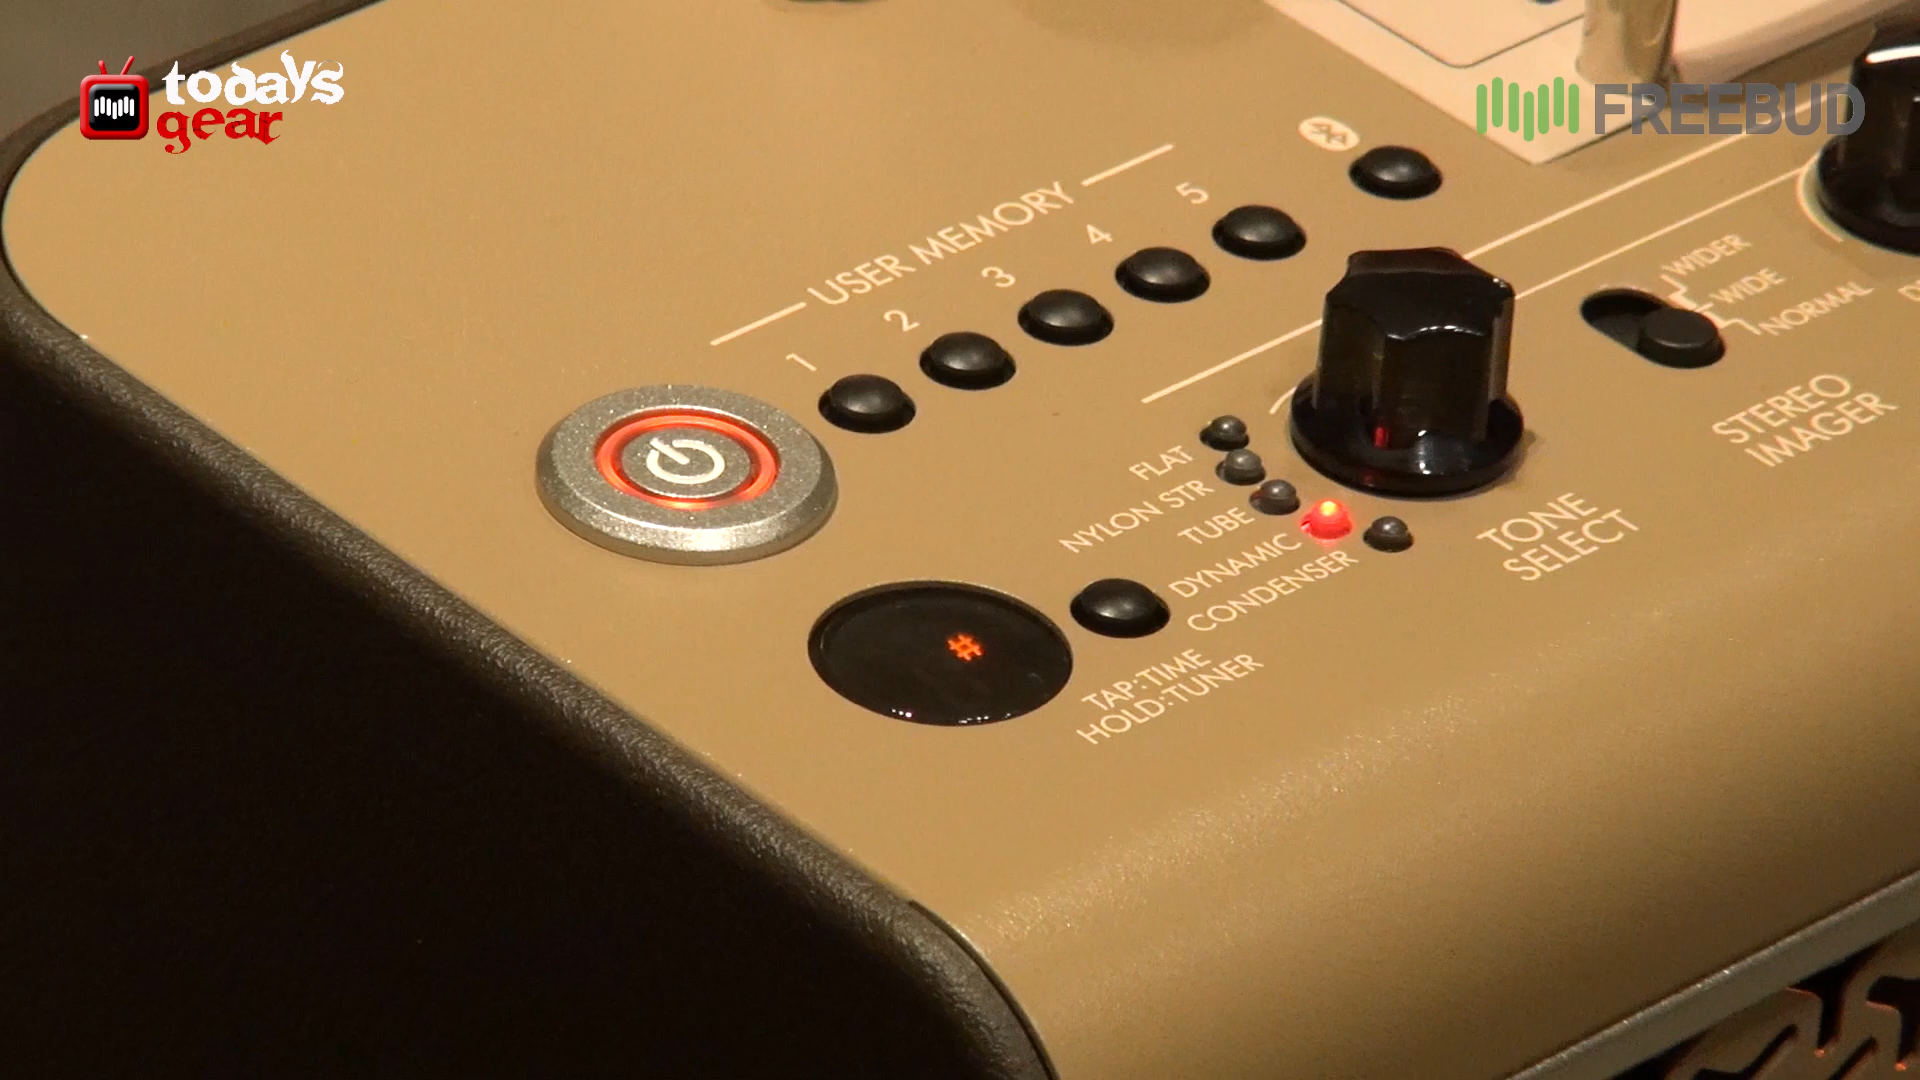 todays
gear
FREEBUD
USER MEMORY
1 2 3 4 5
WIDER
WIDE
NORMAL
STEREO
IMAGER
FLAT
NYLON STR
TUBE
DYNAMIC
CONDENSER
TONE
SELECT
#
TAP:TIME
HOLD:TUNER